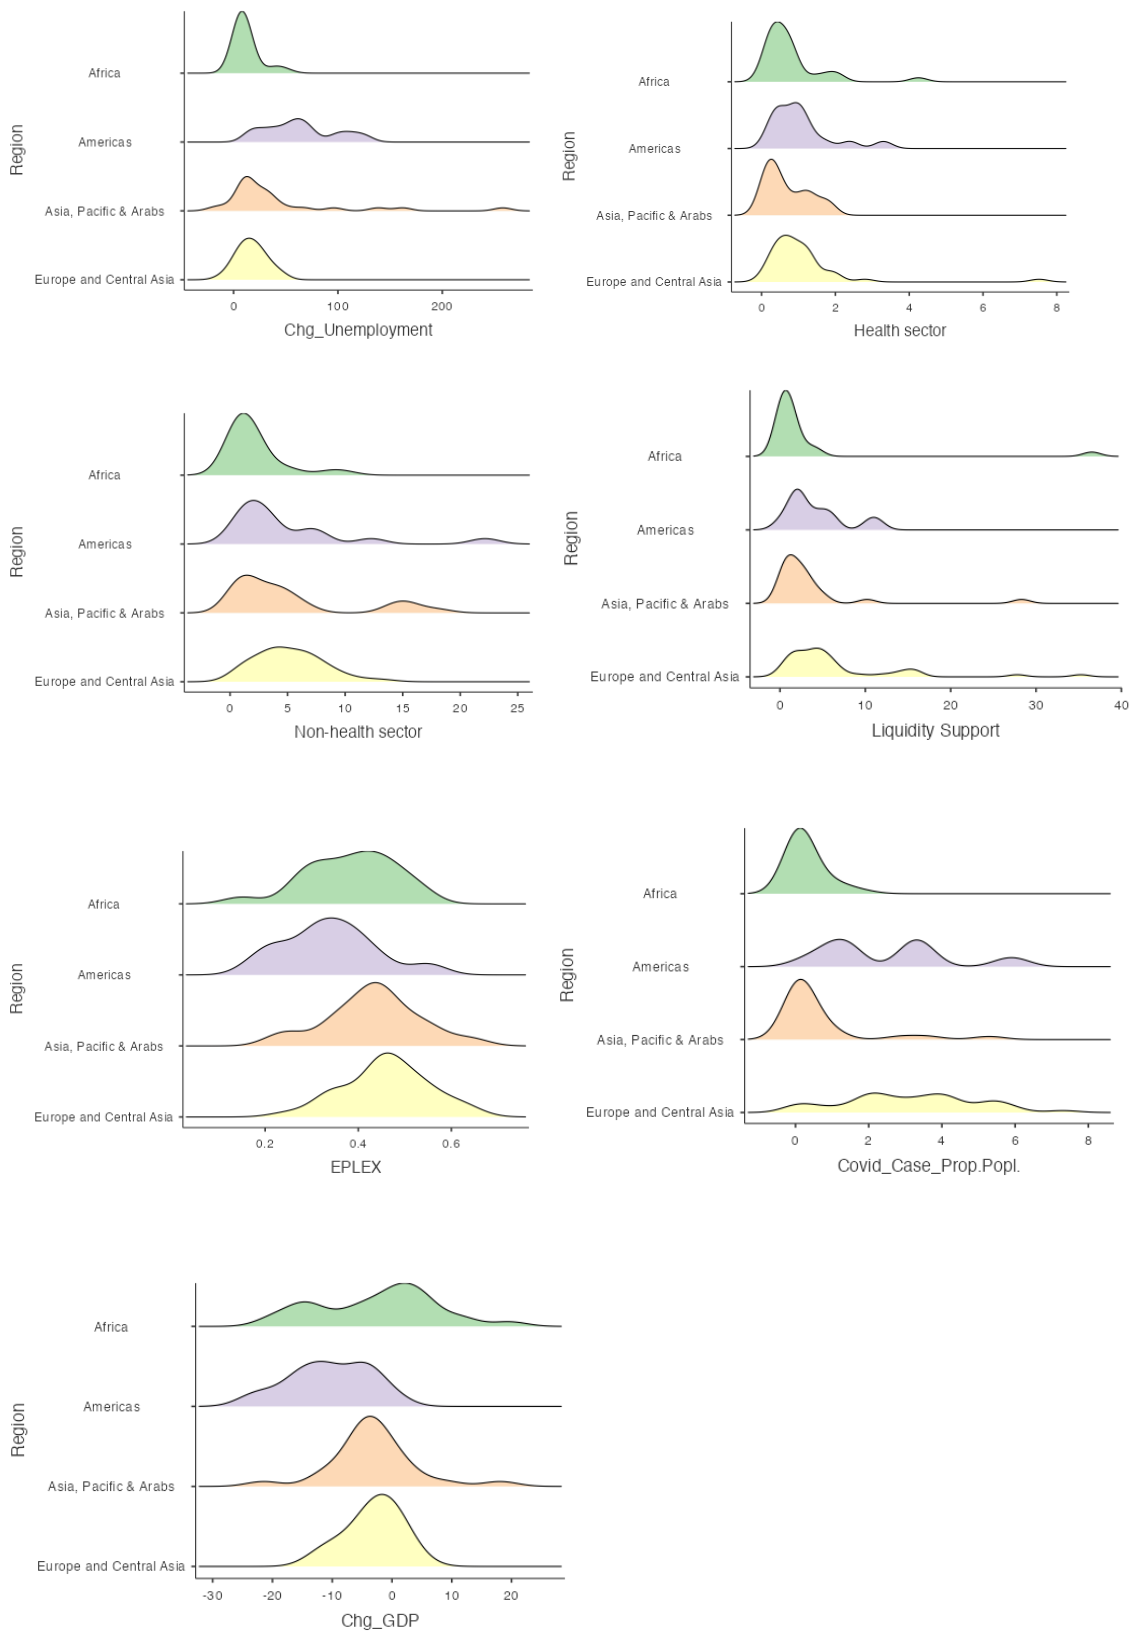 Region
Africa
Americas
Asia, Pacific & Arabs
Europe and Central Asia
0 100 200
Chg_Unemployment
Region
Africa
Americas
Asia, Pacific & Arabs
Europe and Central Asia
0 2 4 6 8
Health sector
Region
Africa
Americas
Asia, Pacific & Arabs
Europe and Central Asia
0 5 10 15 20 25
Non-health sector
Region
Africa
Americas
Asia, Pacific & Arabs
Europe and Central Asia
0 10 20 30 40
Liquidity Support
Region
Africa
Americas
Asia, Pacific & Arabs
Europe and Central Asia
0.2 0.4 0.6
EPLEX
Region
Africa
Americas
Asia, Pacific & Arabs
Europe and Central Asia
0 2 4 6 8
Covid_Case_Prop.Popl.
Region
Africa
Americas
Asia, Pacific & Arabs
Europe and Central Asia
-30 -20 -10 0 10 20
Chg_GDP